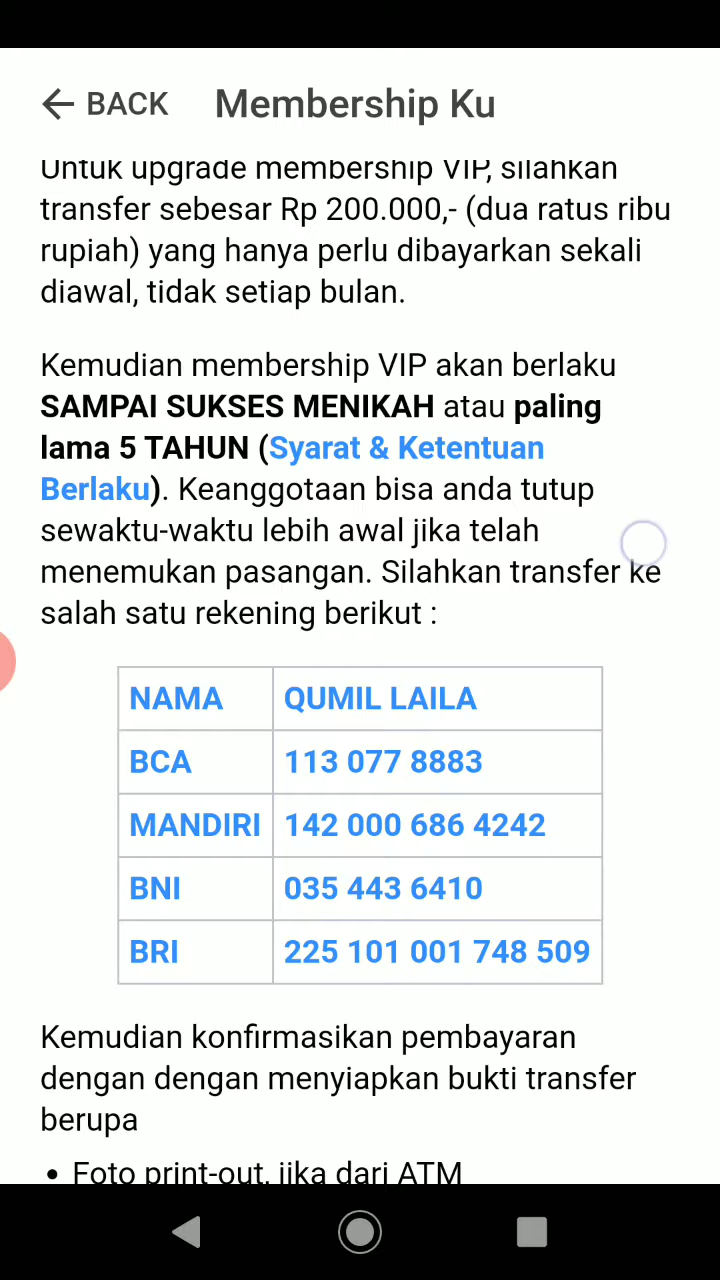 BACK Membership Ku
Untuk upgrade membership VIP, silahkan
transfer sebesar Rp 200.000,- (dua ratus ribu
rupiah) yang hanya perlu dibayarkan sekali
diawal, tidak setiap bulan.
Kemudian membership VIP akan berlaku
SAMPAI SUKSES MENIKAH atau paling
lama 5 TAHUN (Syarat & Ketentuan
Berlaku). Keanggotaan bisa anda tutup
sewaktu-waktu lebih awal jika telah
menemukan pasangan. Silahkan transfer ke
salah satu rekening berikut :
NAMA QUMIL LAILA
BCA 113 077 8883
MANDIRI 142 000 686 4242
BNI 035 443 6410
BRI 225 101 001 748 509
Kemudian konfirmasikan pembayaran
dengan dengan menyiapkan bukti transfer
berupa
• Foto print-out, jika dari ATM